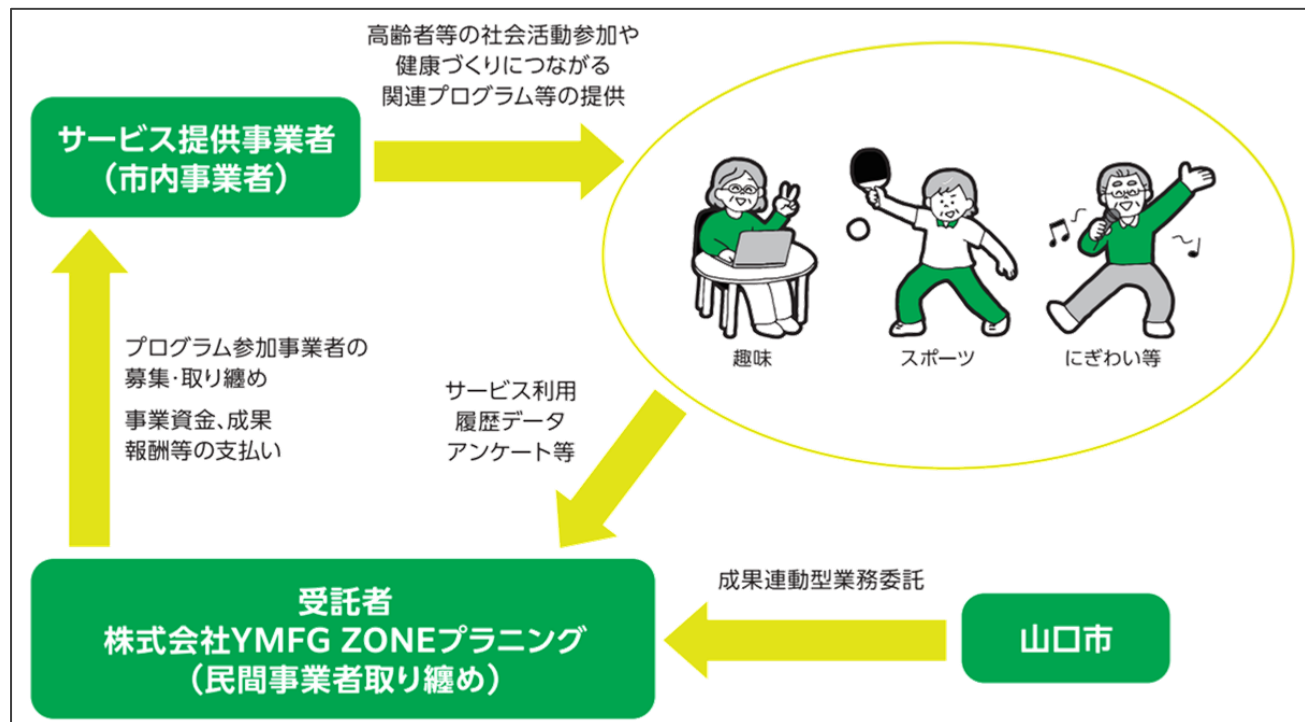 高齢者等の社会活動参加や
健康づくりにつながる
関連プログラム等の提供
サービス提供事業者
（市内事業者）
趣味
スポーツ
にぎわい等
プログラム参加事業者の
募集・取り纏め
事業資金、成果
報酬等の支払い
サービス利用
履歴データ
アンケート等
受託者
株式会社YMFG ZONEプラニング
（民間事業者取り纏め）
成果連動型業務委託
山口市